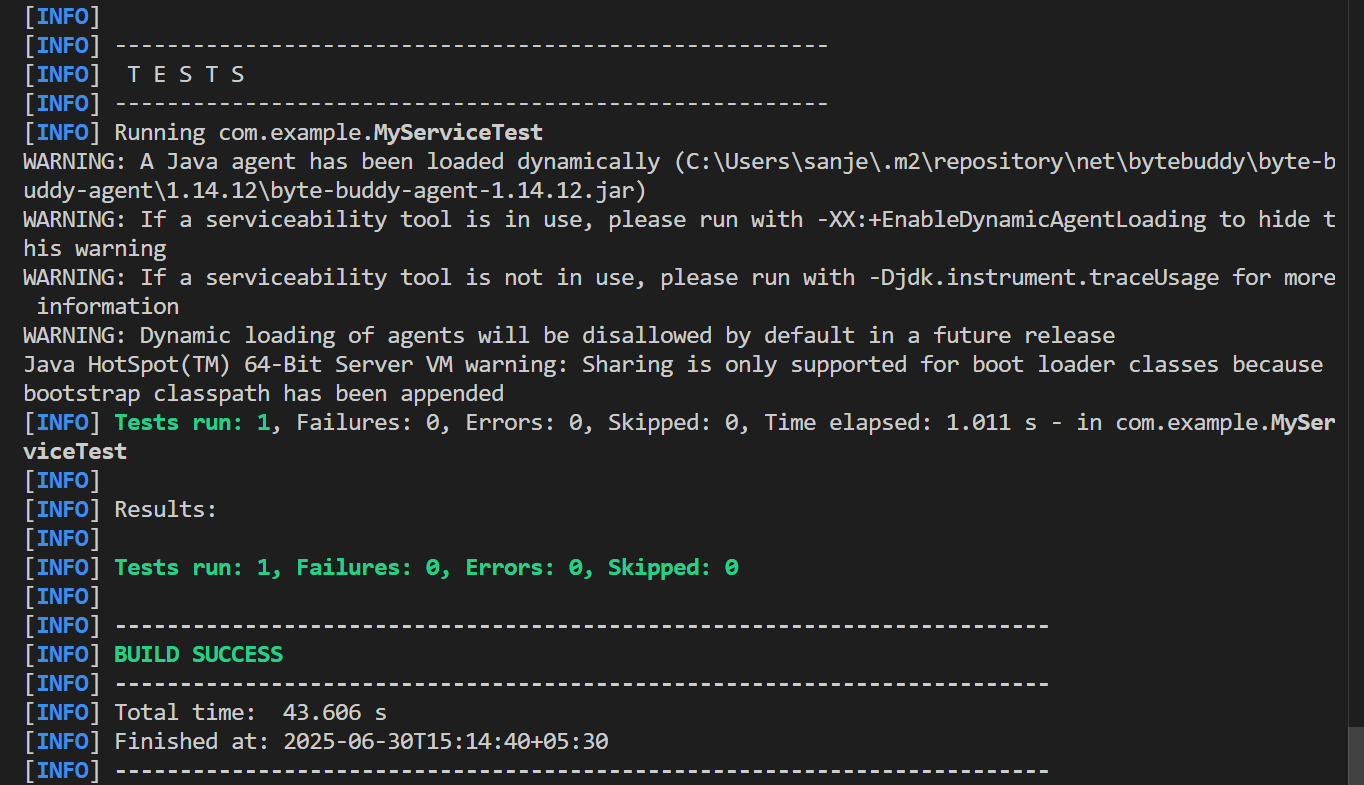 [INFO]
[INFO] -------------------------------------------------------
[INFO]  T E S T S
[INFO] -------------------------------------------------------
[INFO] Running com.example.MyServiceTest
WARNING: A Java agent has been loaded dynamically (C:\Users\sanje\.m2\repository\net\bytebuddy\byte-b
uddy-agent\1.14.12\byte-buddy-agent-1.14.12.jar)
WARNING: If a serviceability tool is in use, please run with -XX:+EnableDynamicAgentLoading to hide t
his warning
WARNING: If a serviceability tool is not in use, please run with -Djdk.instrument.traceUsage for more
 information
WARNING: Dynamic loading of agents will be disallowed by default in a future release
Java HotSpot(TM) 64-Bit Server VM warning: Sharing is only supported for boot loader classes because
bootstrap classpath has been appended
[INFO] Tests run: 1, Failures: 0, Errors: 0, Skipped: 0, Time elapsed: 1.011 s - in com.example.MySer
viceTest
[INFO]
[INFO] Results:
[INFO]
[INFO] Tests run: 1, Failures: 0, Errors: 0, Skipped: 0
[INFO]
[INFO] ------------------------------------------------------------------------
[INFO] BUILD SUCCESS
[INFO] ------------------------------------------------------------------------
[INFO] Total time:  43.606 s
[INFO] Finished at: 2025-06-30T15:14:40+05:30
[INFO] ------------------------------------------------------------------------